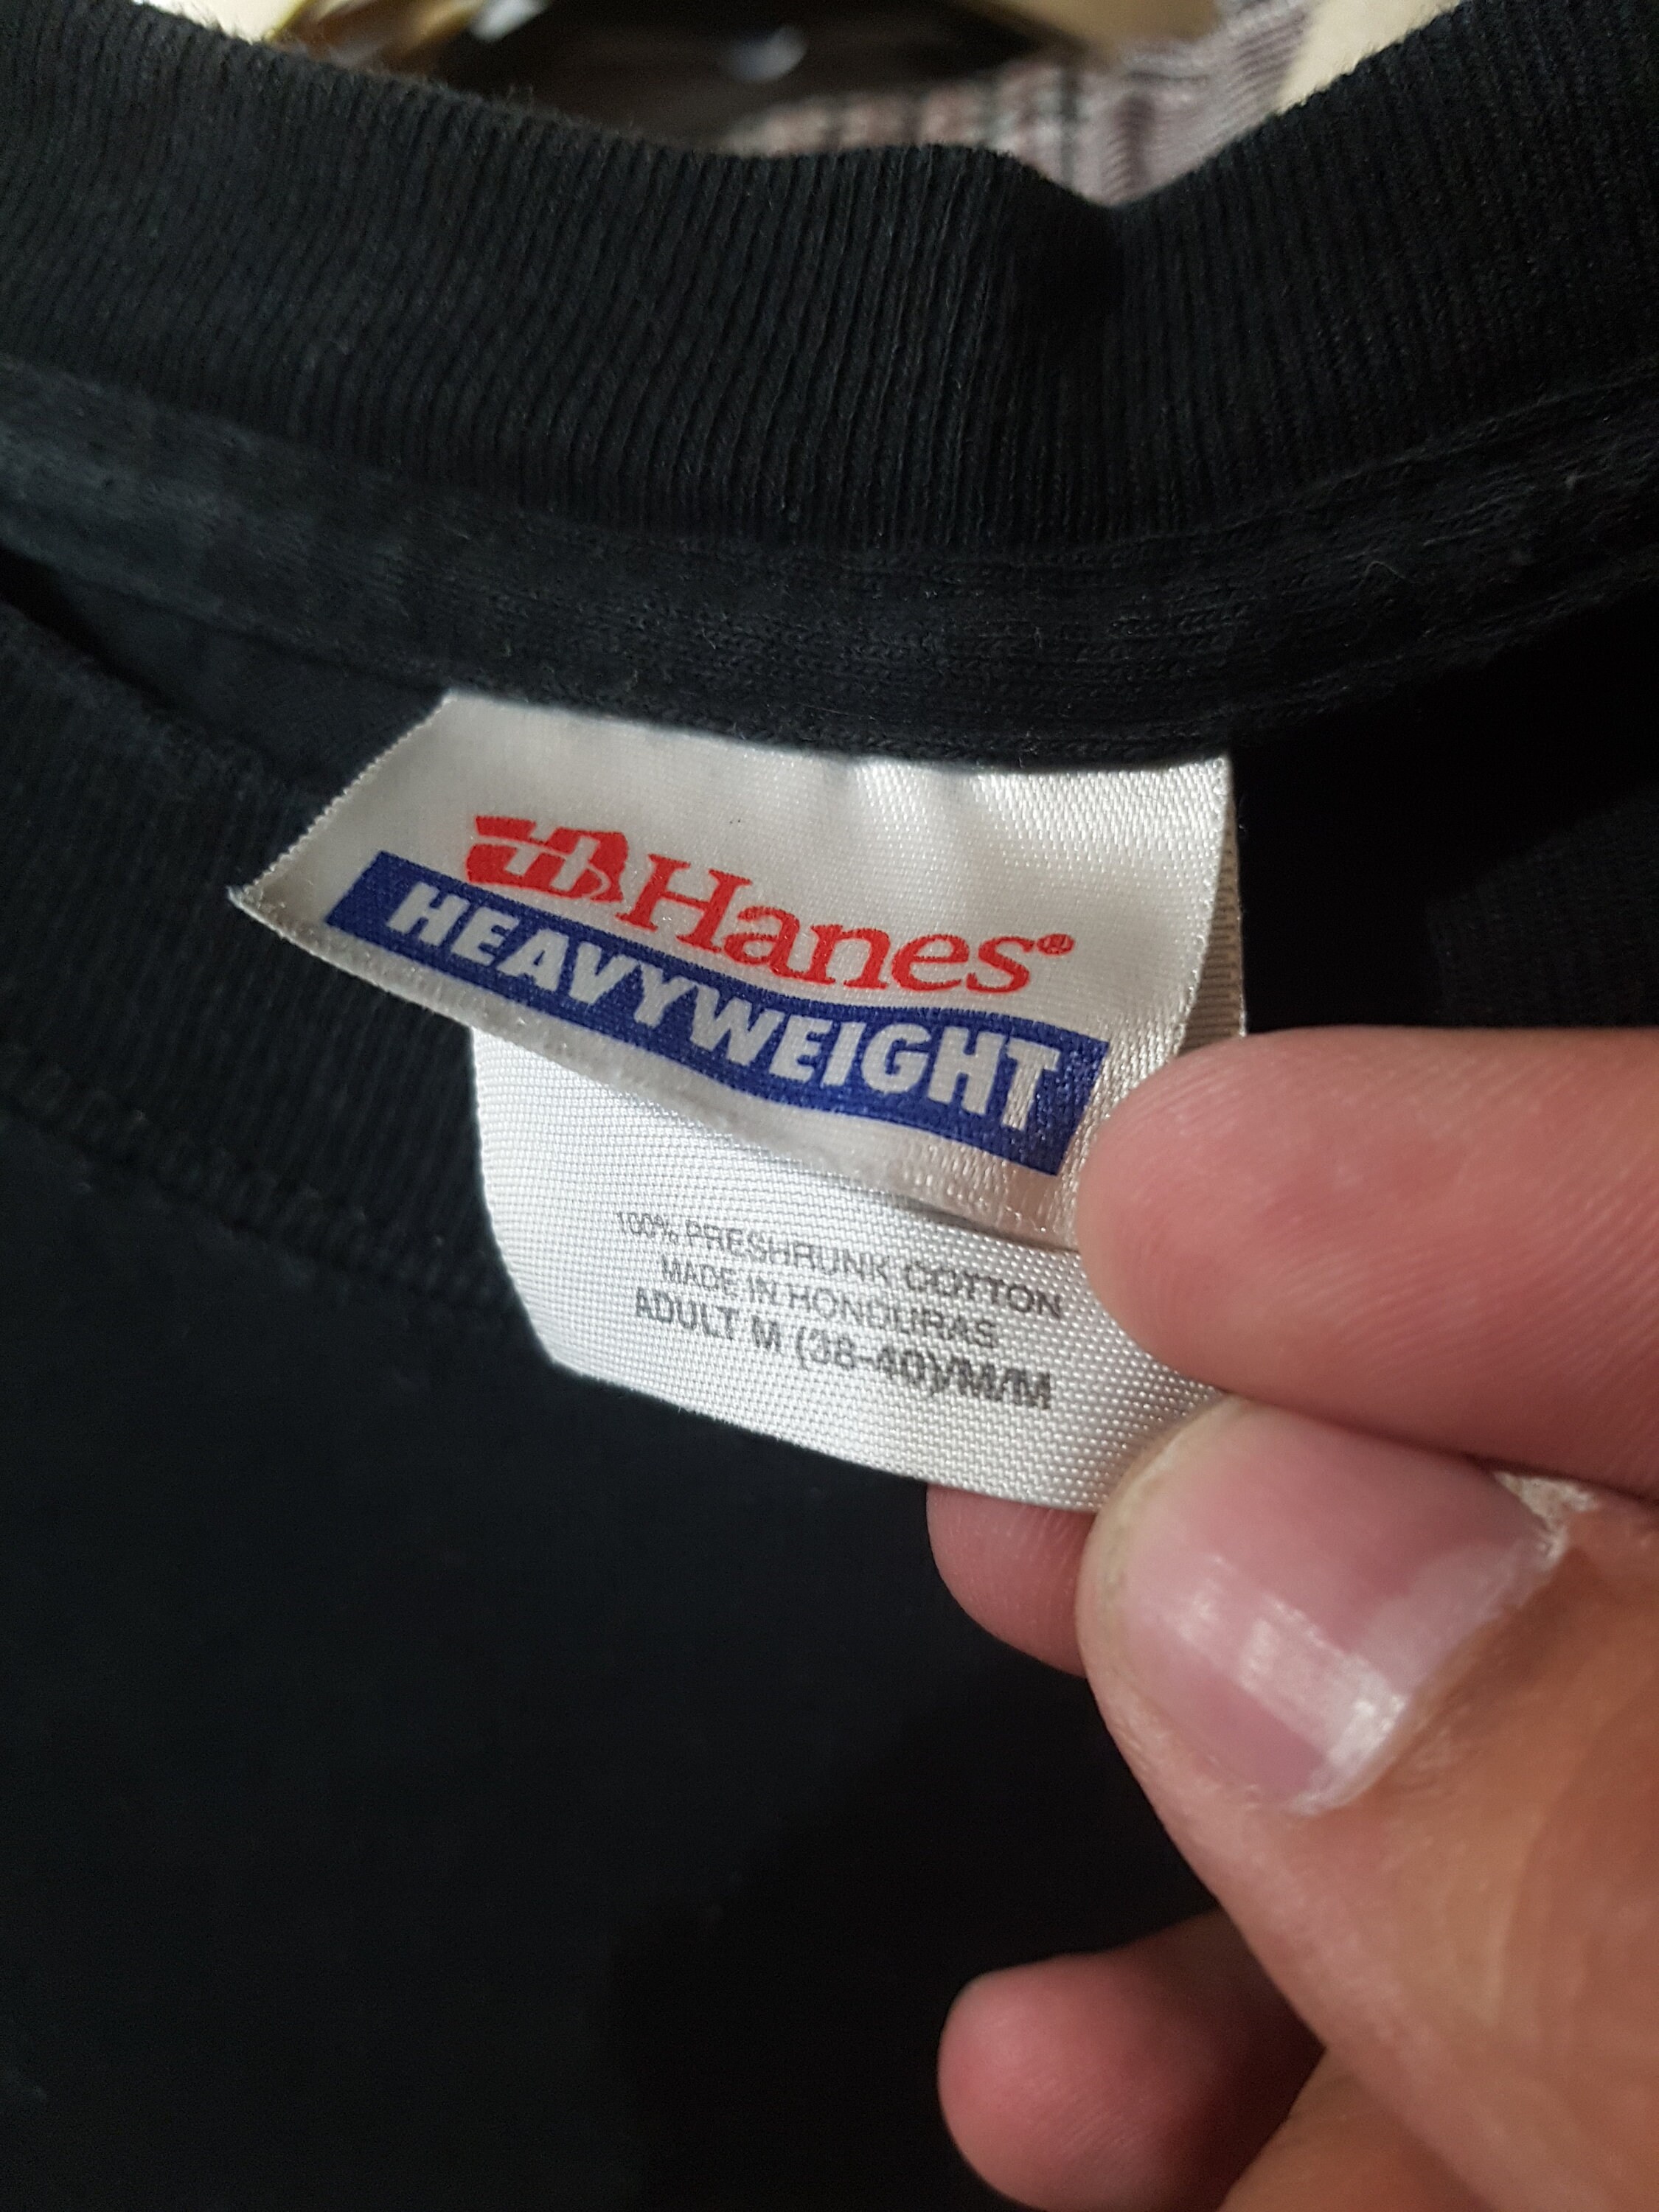 Hanes®
HEAVYWEIGHT
100% PRESHRUNK COTTON
MADE IN HONDURAS
ADULT M (38-40)/M/M